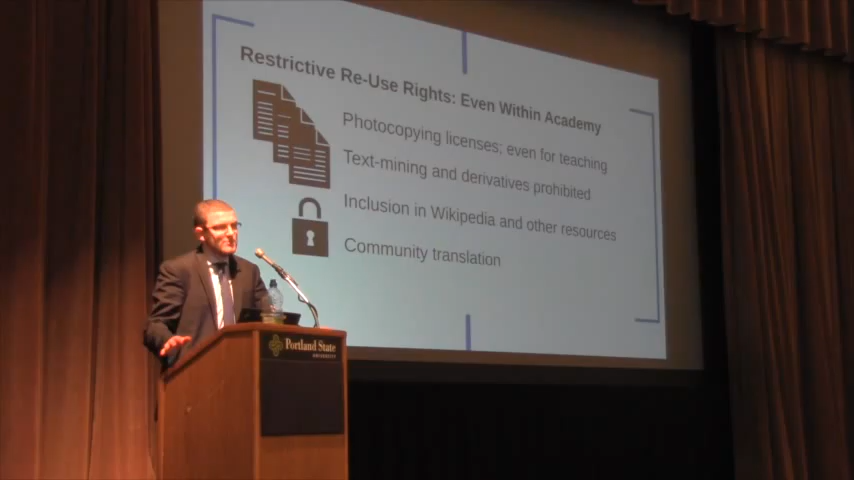 Restrictive Re-Use Rights: Even Within Academy
Photocopying licenses; even for teaching
Text-mining and derivatives prohibited
Inclusion in Wikipedia and other resources
Community translation
Portland State
UNIVERSITY